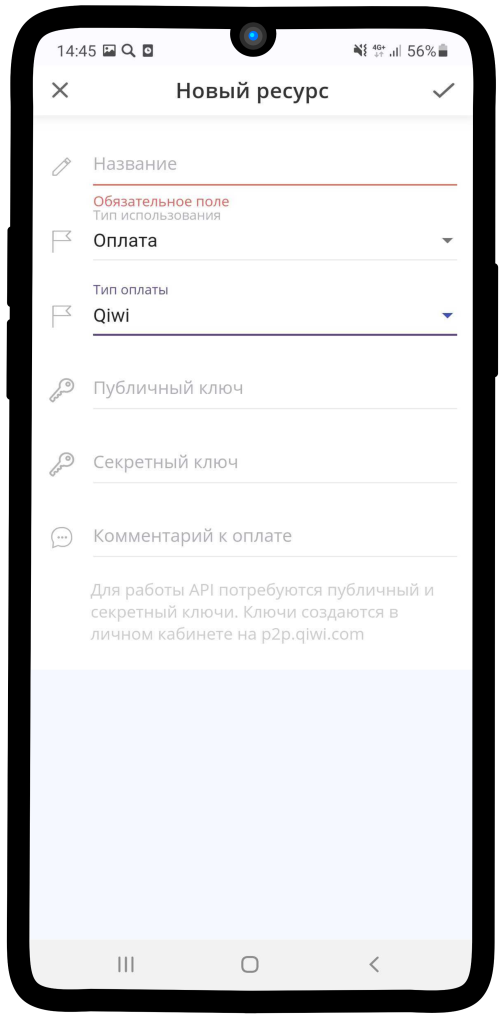 14:45 4G+ 56%
Новый ресурс
Название
Обязательное поле
Тип использования
Оплата
Тип оплаты
Qiwi
Публичный ключ
Секретный ключ
Комментарий к оплате
Для работы API потребуются публичный и
секретный ключи. Ключи создаются в
личном кабинете на p2p.qiwi.com